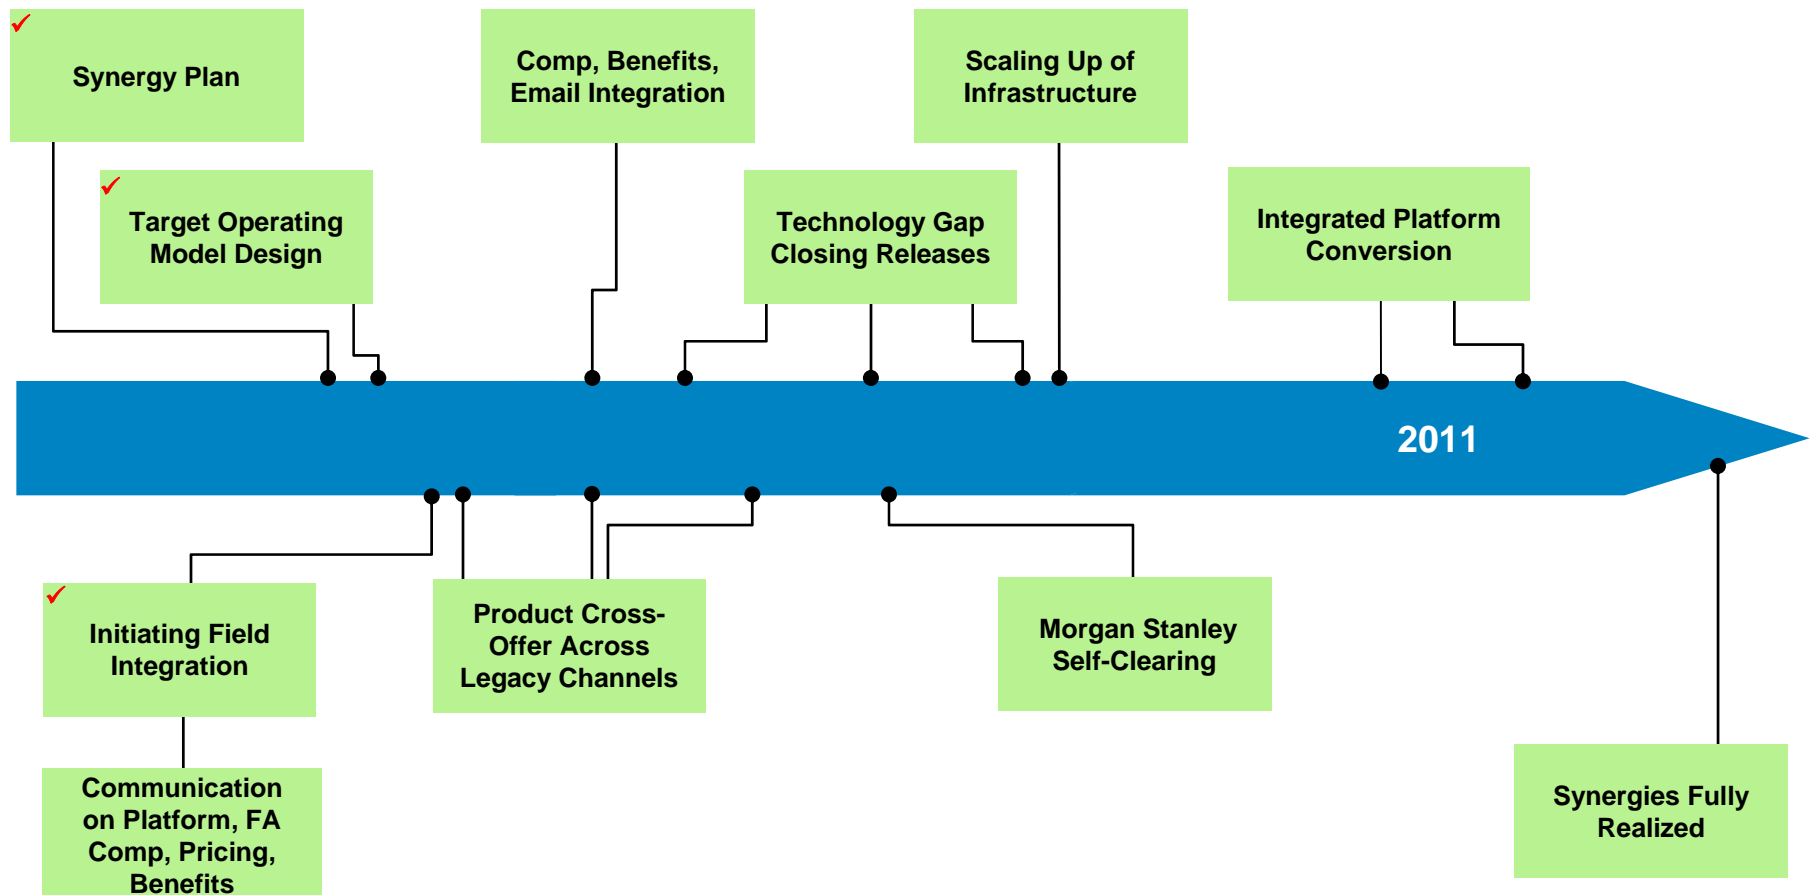 Synergy Plan
Comp, Benefits,
Email Integration
Scaling Up of
Infrastructure
Target Operating
Model Design
Technology Gap
Closing Releases
Integrated Platform
Conversion
2011
Initiating Field
Integration
Product Cross-
Offer Across
Legacy Channels
Morgan Stanley
Self-Clearing
Communication
on Platform, FA
Comp, Pricing,
Benefits
Synergies Fully
Realized